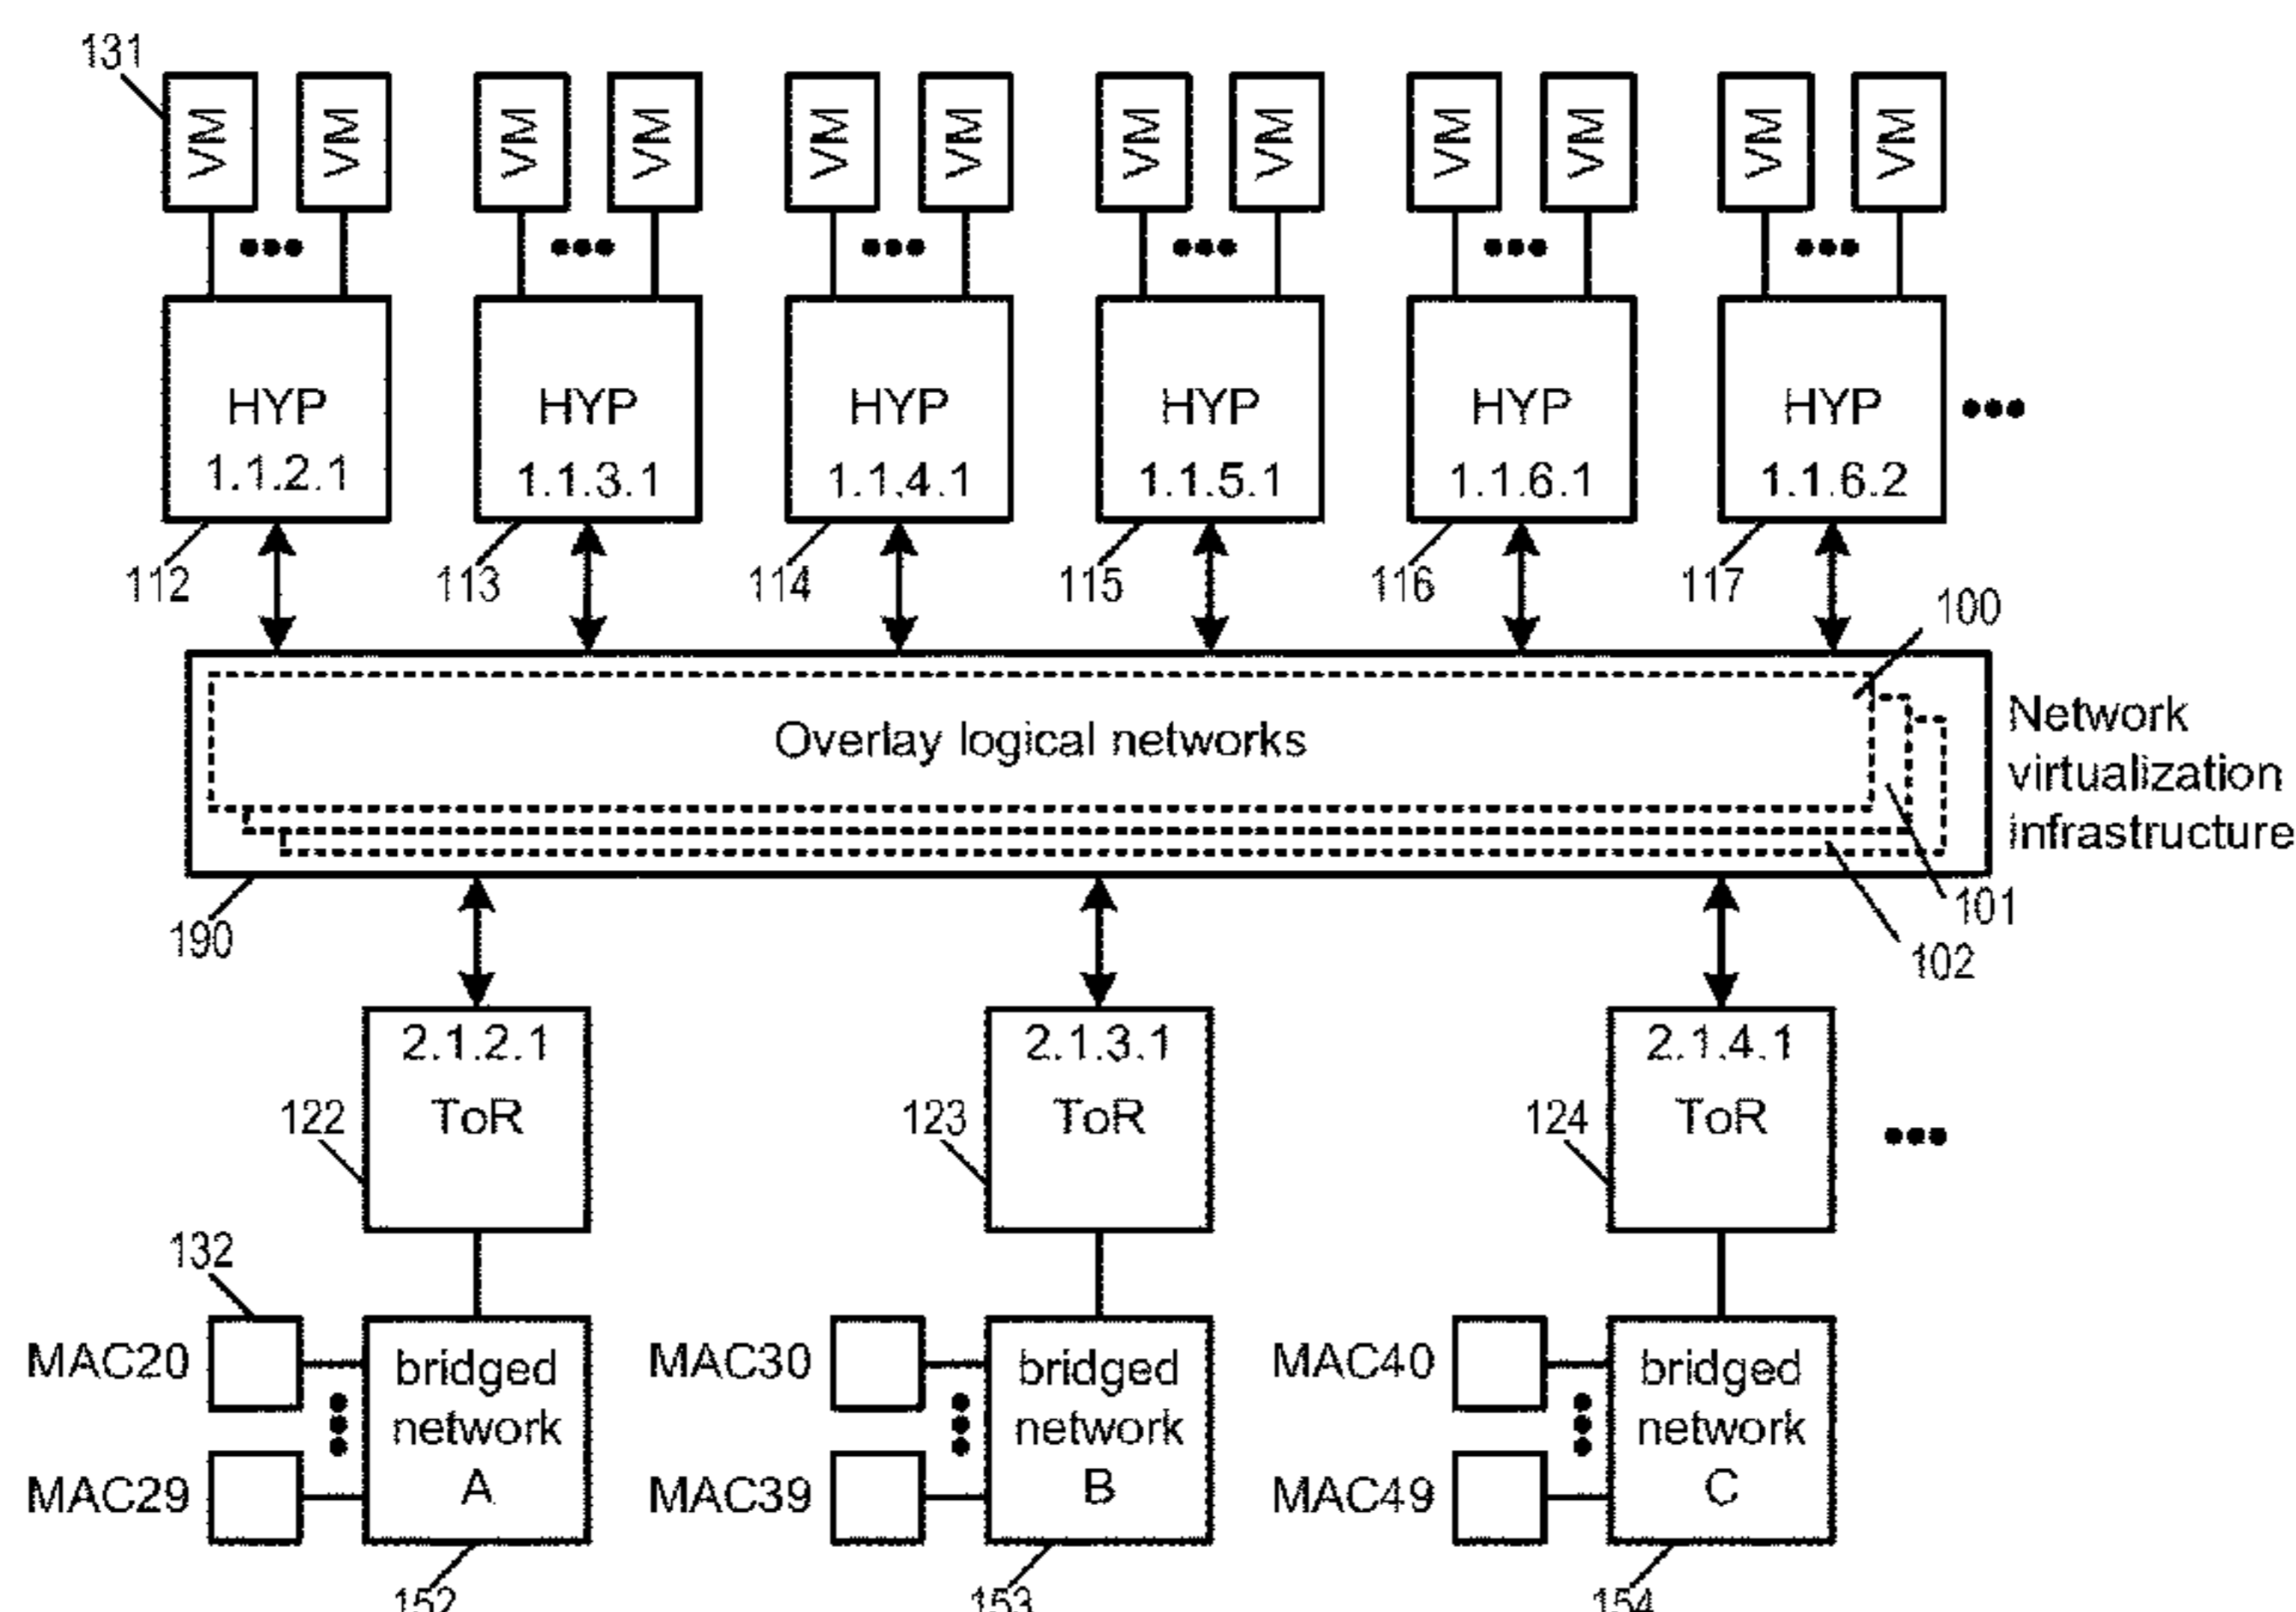 131
VM VM VM VM VM VM VM VM VM VM VM VM
HYP HYP HYP HYP HYP HYP
1.1.2.1 1.1.3.1 1.1.4.1 1.1.5.1 1.1.6.1 1.1.6.2
112 113 114 115 116 117
100
Overlay logical networks
Network
virtualization
infrastructure
101
190
102
2.1.2.1 2.1.3.1 2.1.4.1
ToR ToR ToR
122 123 124
132
MAC20 bridged MAC30 bridged MAC40 bridged
network network network
MAC29 A MAC39 B MAC49 C
152 153 154